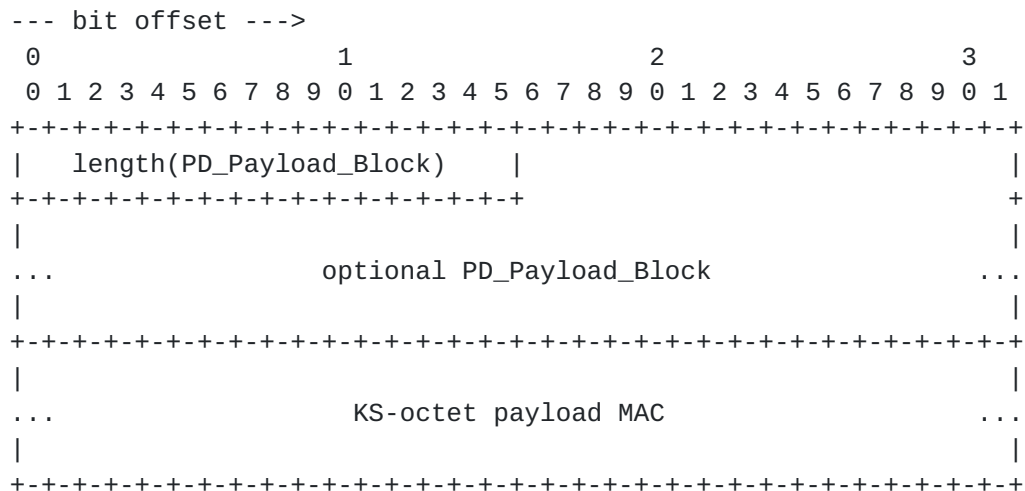 --- bit offset --->
 0                   1                   2                   3
 0 1 2 3 4 5 6 7 8 9 0 1 2 3 4 5 6 7 8 9 0 1 2 3 4 5 6 7 8 9 0 1
+-+-+-+-+-+-+-+-+-+-+-+-+-+-+-+-+-+-+-+-+-+-+-+-+-+-+-+-+-+-+-+-+
|   length(PD_Payload_Block)    |                               |
+-+-+-+-+-+-+-+-+-+-+-+-+-+-+-+-+                               +
|                                                               |
...                 optional PD_Payload_Block                 ...
|                                                               |
+-+-+-+-+-+-+-+-+-+-+-+-+-+-+-+-+-+-+-+-+-+-+-+-+-+-+-+-+-+-+-+-+
|                                                               |
...                   KS-octet payload MAC                    ...
|                                                               |
+-+-+-+-+-+-+-+-+-+-+-+-+-+-+-+-+-+-+-+-+-+-+-+-+-+-+-+-+-+-+-+-+